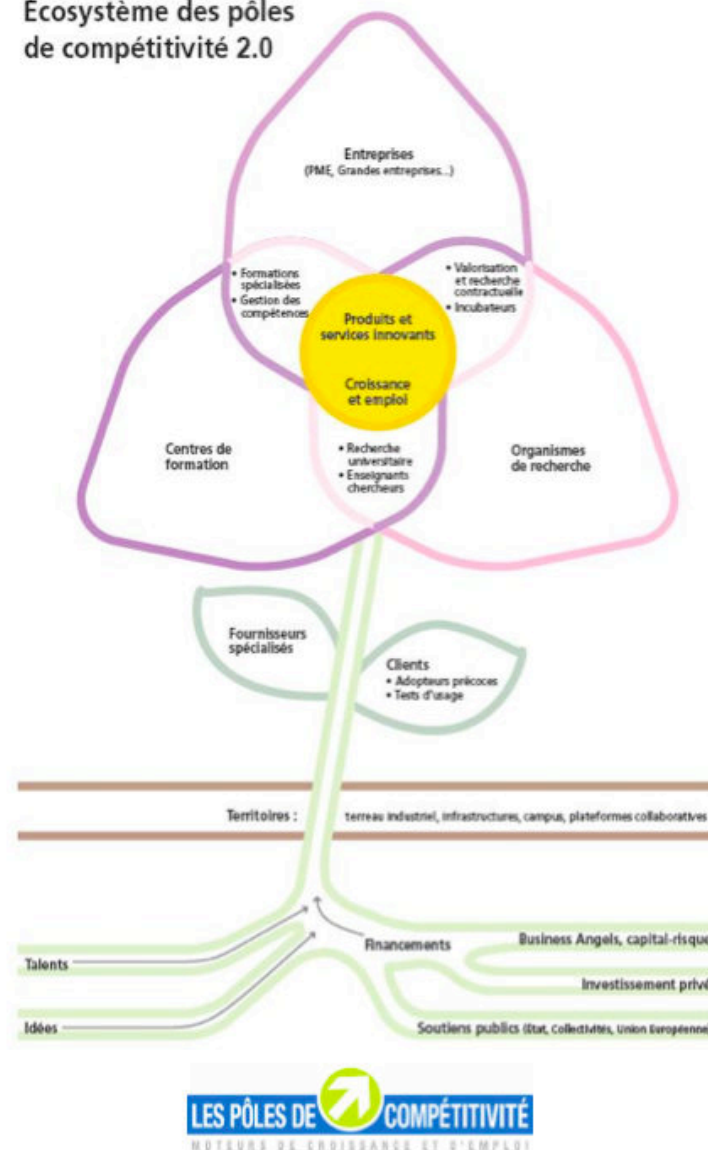 Ecosystème des pôles
de compétitivité 2.0
Entreprises
(PME, Grandes entreprises...)
• Formations
spécialisées
• Gestion des
compétences
• Valorisation
et recherche
contractuelle
• Incubateurs
Produits et
services innovants
Croissance
et emploi
Centres de
formation
• Recherche
universitaire
• Enseignants
chercheurs
Organismes
de recherche
Fournisseurs
spécialisés
Clients
• Adopteurs précoces
• Tests d'usage
Territoires : terreau industriel, infrastructures, campus, plateformes collaboratives
Talents
Financements
Business Angels, capital-risque
Investissement privé
Idées
Soutiens publics (État, Collectivités, Union Européenne
LES PÔLES DE COMPÉTITIVITÉ
MOTEURS DE CROISSANCE ET D'EMPLOI